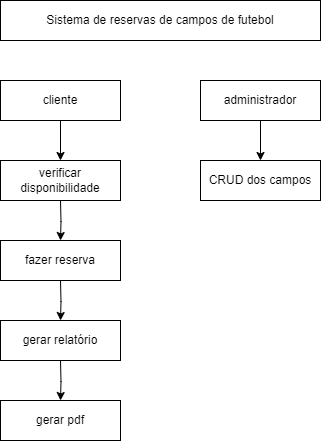 Sistema de reservas de campos de futebol
cliente
administrador
verificar
disponibilidade
CRUD dos campos
fazer reserva
gerar relatório
gerar pdf